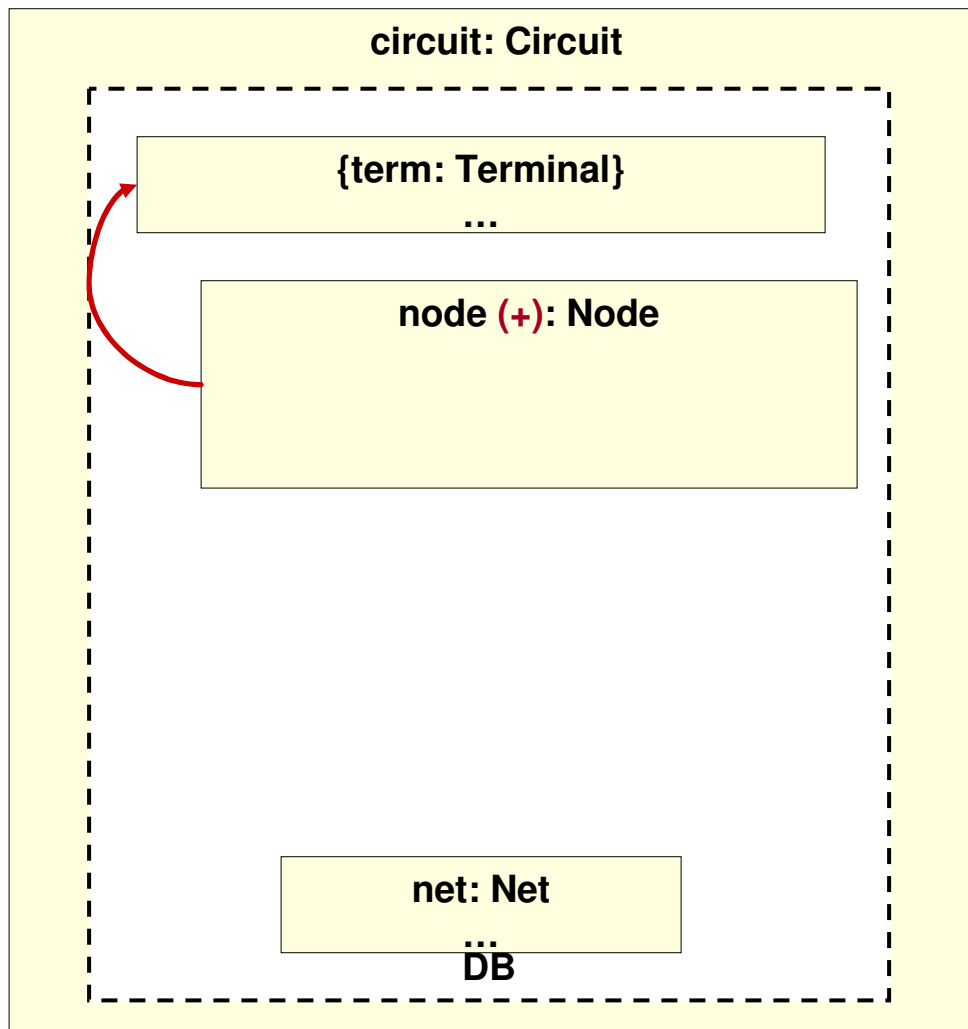 circuit: Circuit
{term: Terminal}
...
node (+): Node
net: Net
...
DB